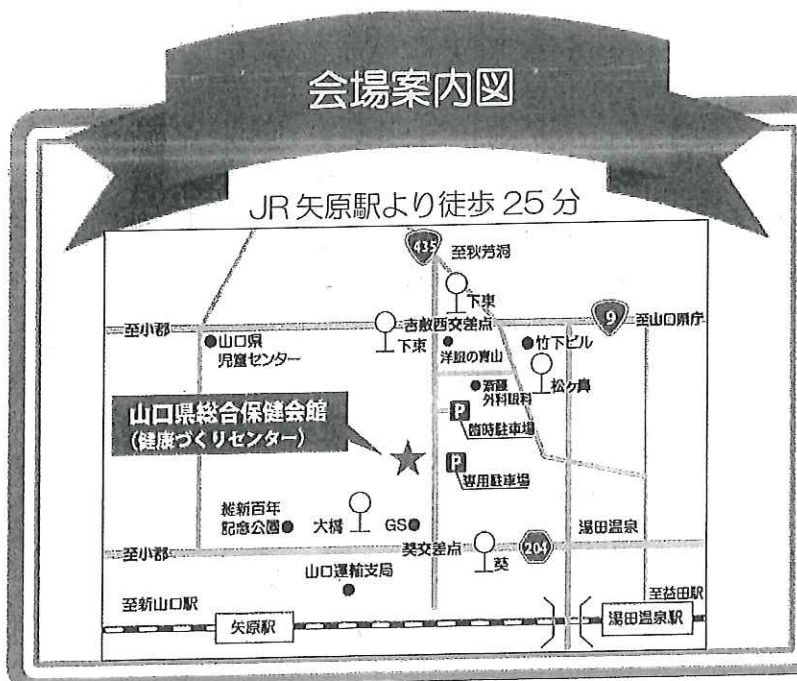 会場案内図
JR矢原駅より徒歩25分
435
至秋芳洞
下東
至小郡
吉敷西交差点
9
至山口県庁
山口県
児童センター
下東
洋服の青山
竹下ビル
松ヶ鼻
外科眼科
山口県総合保健会館
(健康づくりセンター)
P
臨時駐車場
P
専用駐車場
維新百年
記念公園
大橋
GS
湯田温泉
至小郡
葵交差点
葵
204
山口運輸支局
至新山口駅
至益田駅
矢原駅
湯田温泉駅